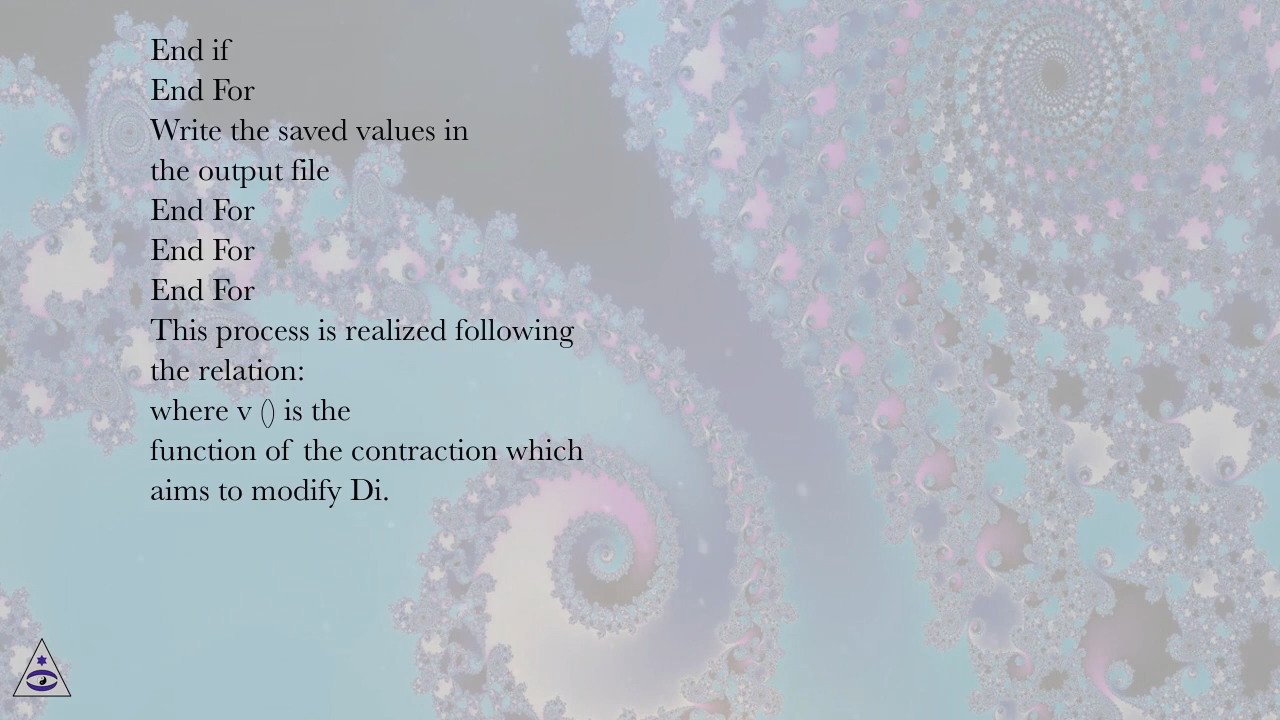 End if
End For
Write the saved values in
the output file
End For
End For
End For
This process is realized following
the relation:
where v () is the
function of the contraction which
aims to modify Di.